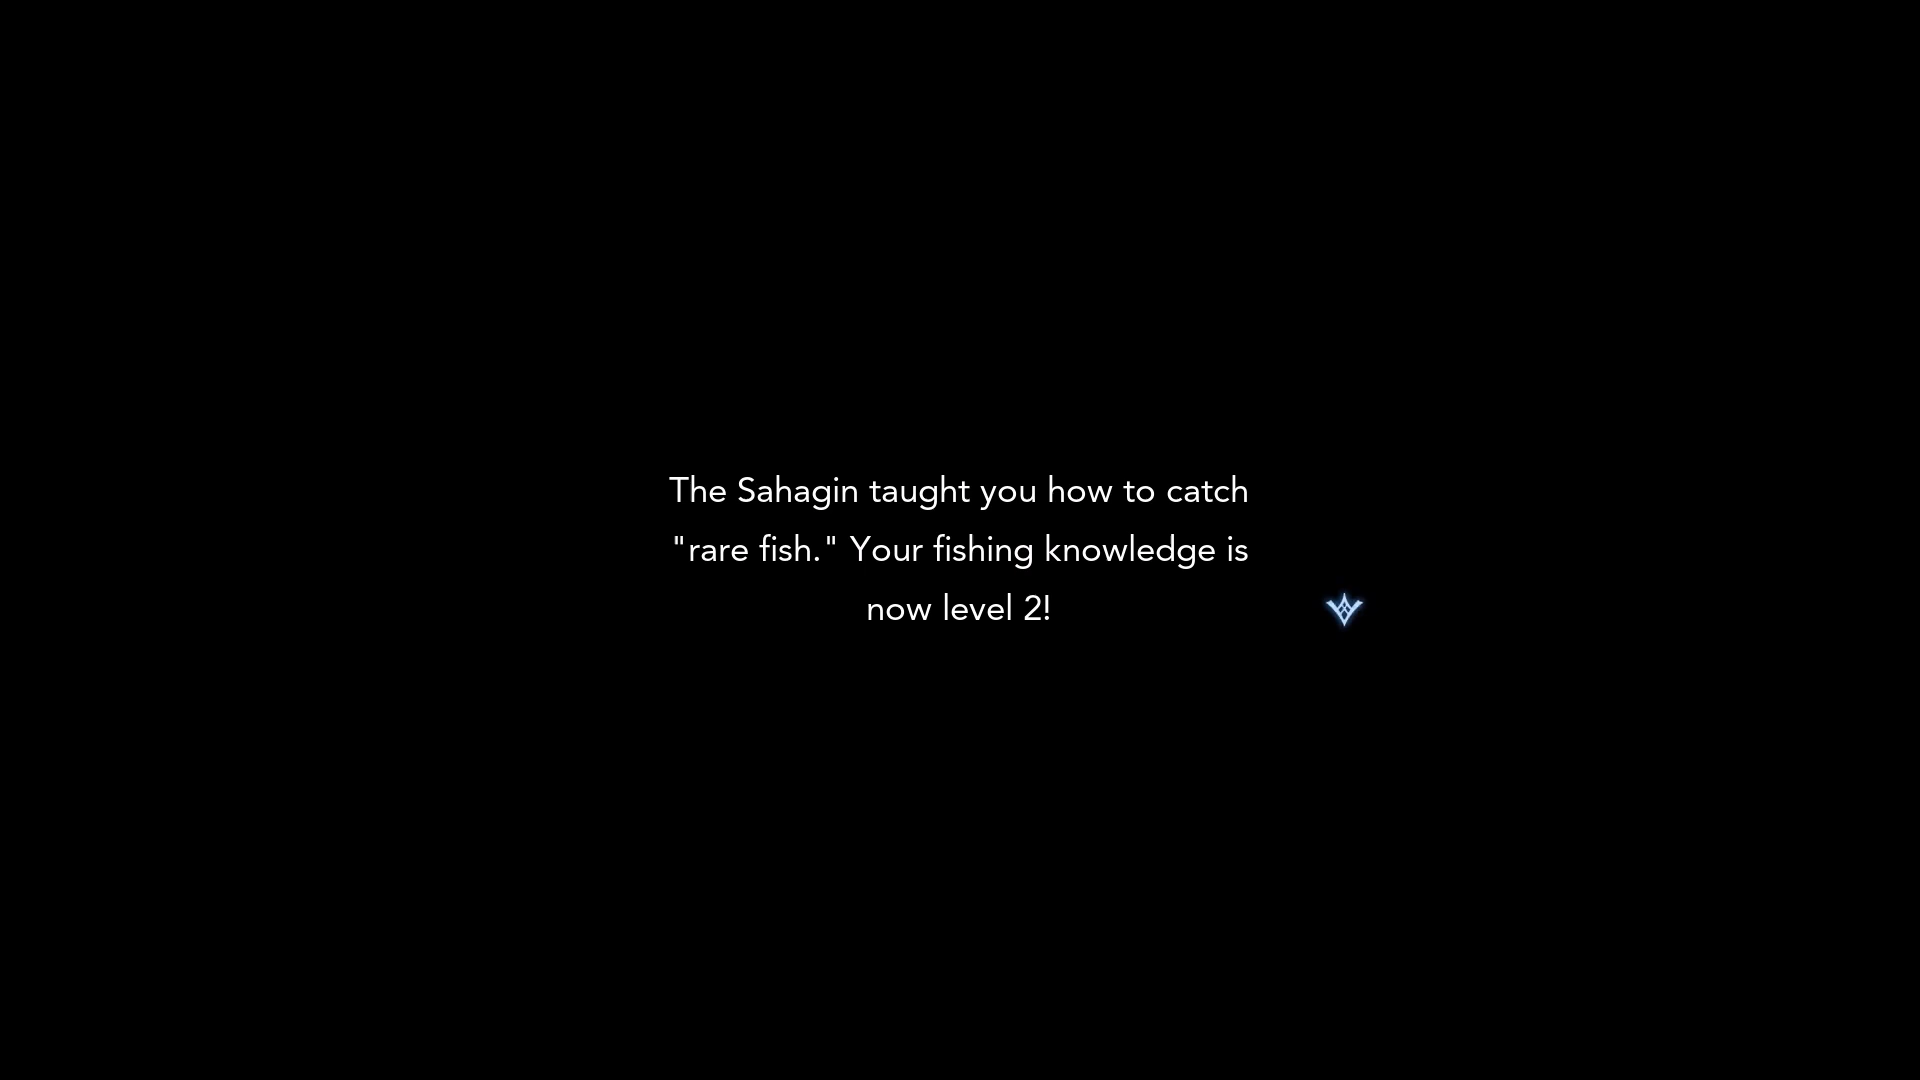 The Sahagin taught you how to catch
"rare fish." Your fishing knowledge is
now level 2!